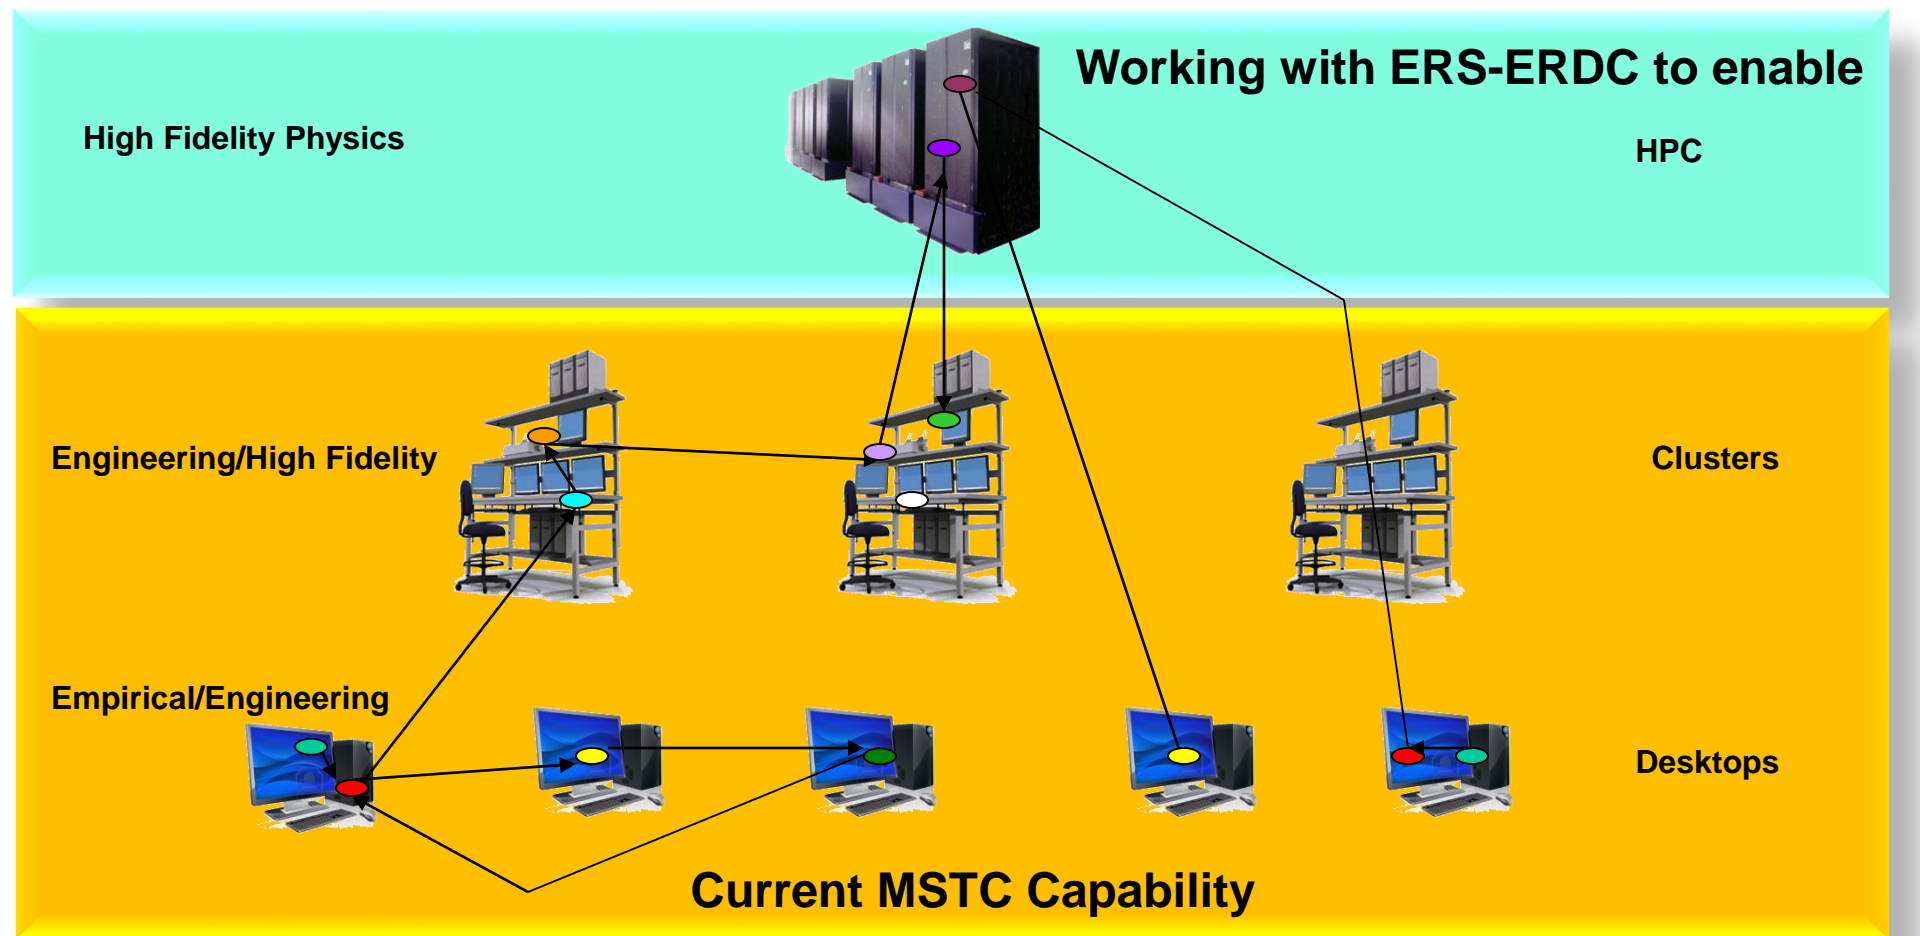 Working with ERS-ERDC to enable
High Fidelity Physics
HPC
Engineering/High Fidelity
Clusters
Empirical/Engineering
Desktops
Current MSTC Capability